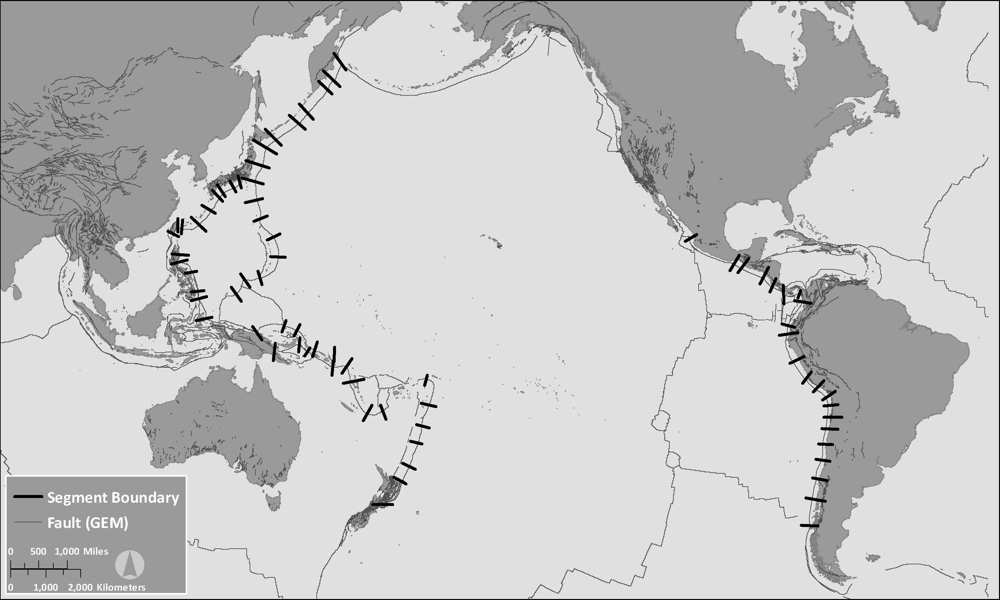 Segment Boundary
Fault (GEM)
0 500 1,000 Miles
0 1,000 2,000 Kilometers